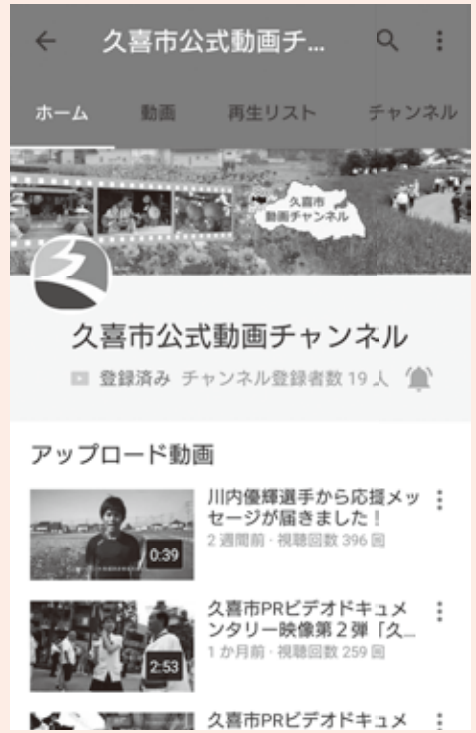 久喜市公式動画チ...
ホーム 動画 再生リスト チャンネル
久喜市
動画チャンネル
久喜市公式動画チャンネル
登録済み チャンネル登録者数 19 人
アップロード動画
川内優輝選手から応援メッ
セージが届きました！
2 週間前 · 視聴回数 396 回
0:39
久喜市PRビデオドキュメ
ンタリー映像第２弾「久...
1 か月前 · 視聴回数 259 回
2:53
久喜市PRビデオドキュメ